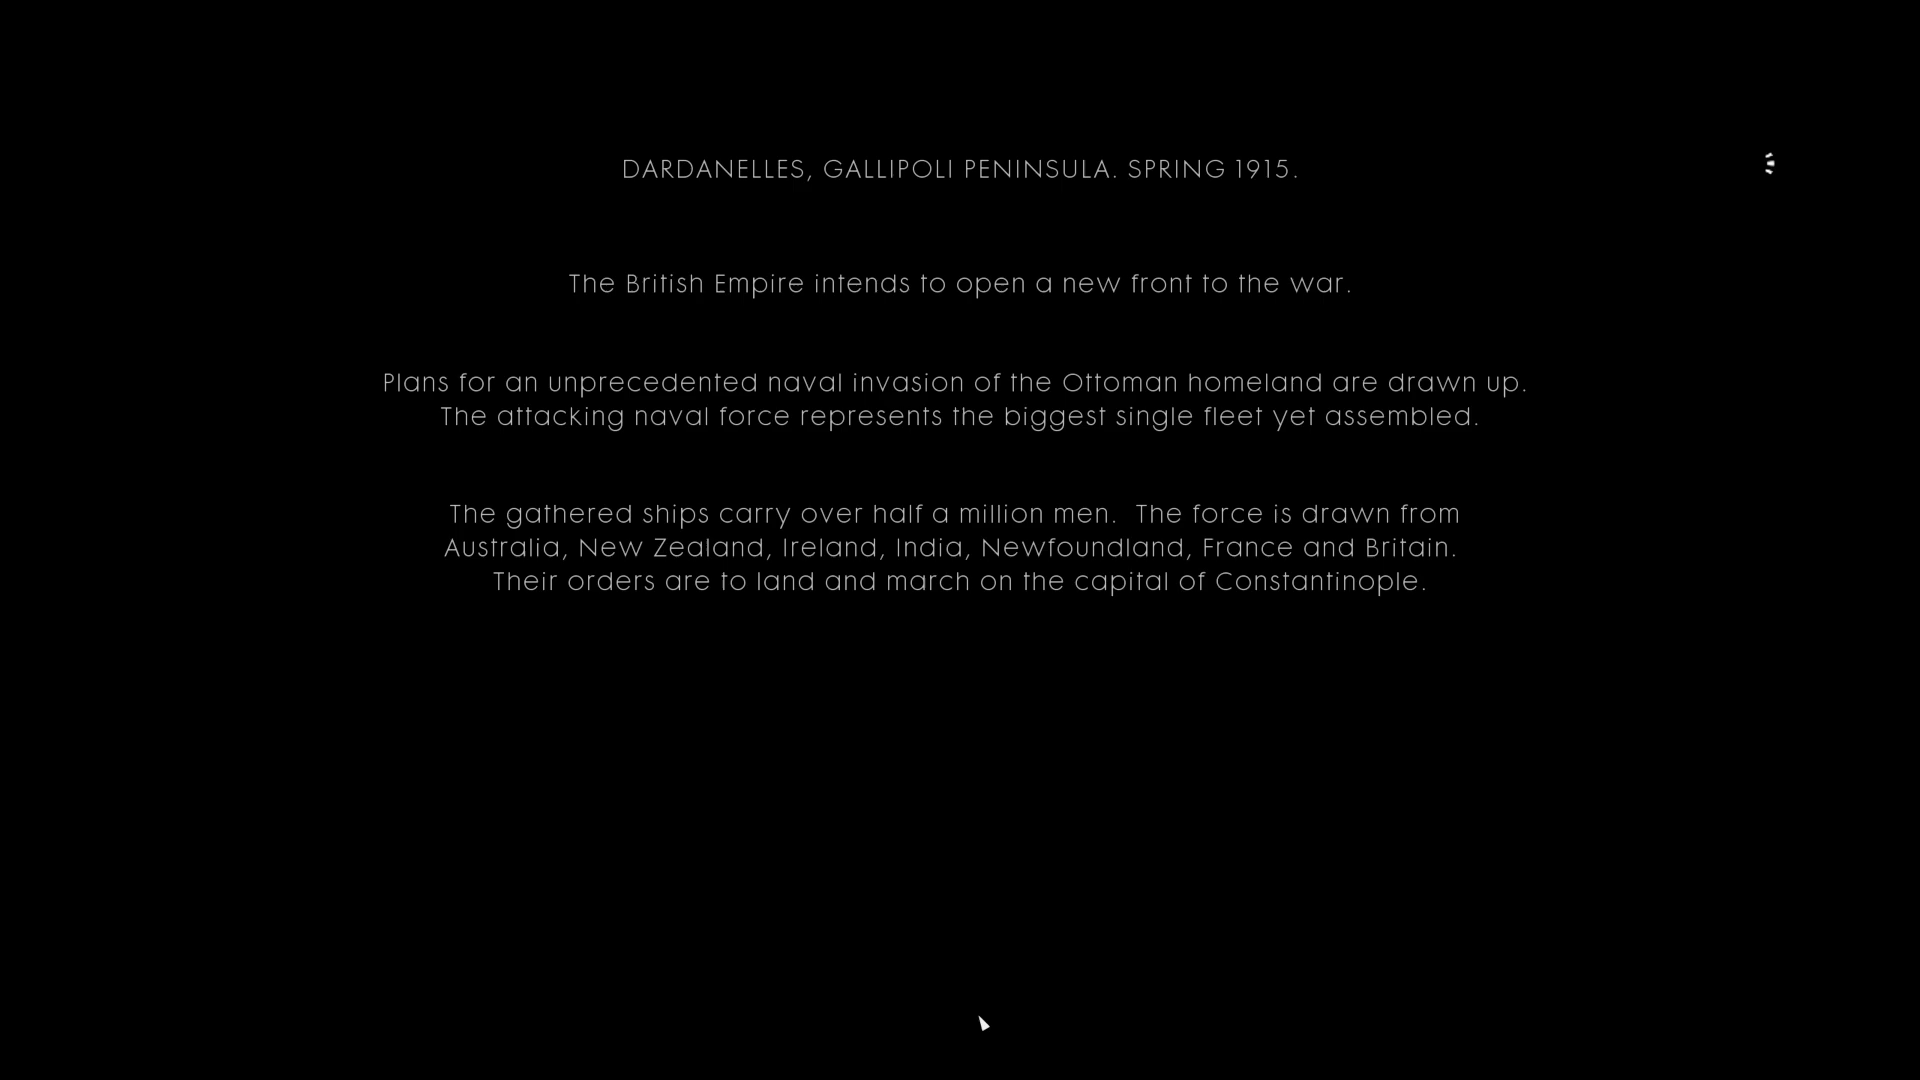 DARDANELLES, GALLIPOLI PENINSULA. SPRING 1915.
The British Empire intends to open a new front to the war.
Plans for an unprecedented naval invasion of the Ottoman homeland are drawn up.
The attacking naval force represents the biggest single fleet yet assembled.
The gathered ships carry over half a million men.  The force is drawn from
Australia, New Zealand, Ireland, India, Newfoundland, France and Britain.
Their orders are to land and march on the capital of Constantinople.